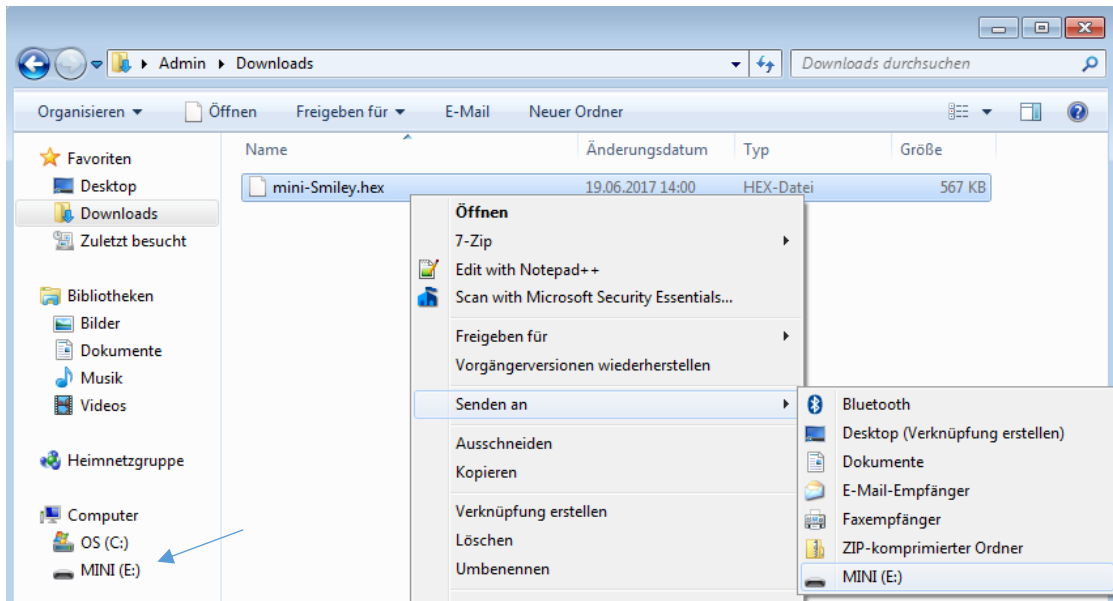 Admin ▸ Downloads
Downloads durchsuchen
Organisieren
Öffnen
Freigeben für
E-Mail
Neuer Ordner
Favoriten
Desktop
Downloads
Zuletzt besucht
Bibliotheken
Bilder
Dokumente
Musik
Videos
Heimnetzgruppe
Computer
OS (C:)
MINI (E:)
Name Änderungsdatum Typ Größe
mini-Smiley.hex 19.06.2017 14:00 HEX-Datei 567 KB
Öffnen
7-Zip
Edit with Notepad++
Scan with Microsoft Security Essentials...
Freigeben für
Vorgängerversionen wiederherstellen
Senden an
Ausschneiden
Kopieren
Verknüpfung erstellen
Löschen
Umbenennen
Bluetooth
Desktop (Verknüpfung erstellen)
Dokumente
E-Mail-Empfänger
Faxempfänger
ZIP-komprimierter Ordner
MINI (E:)